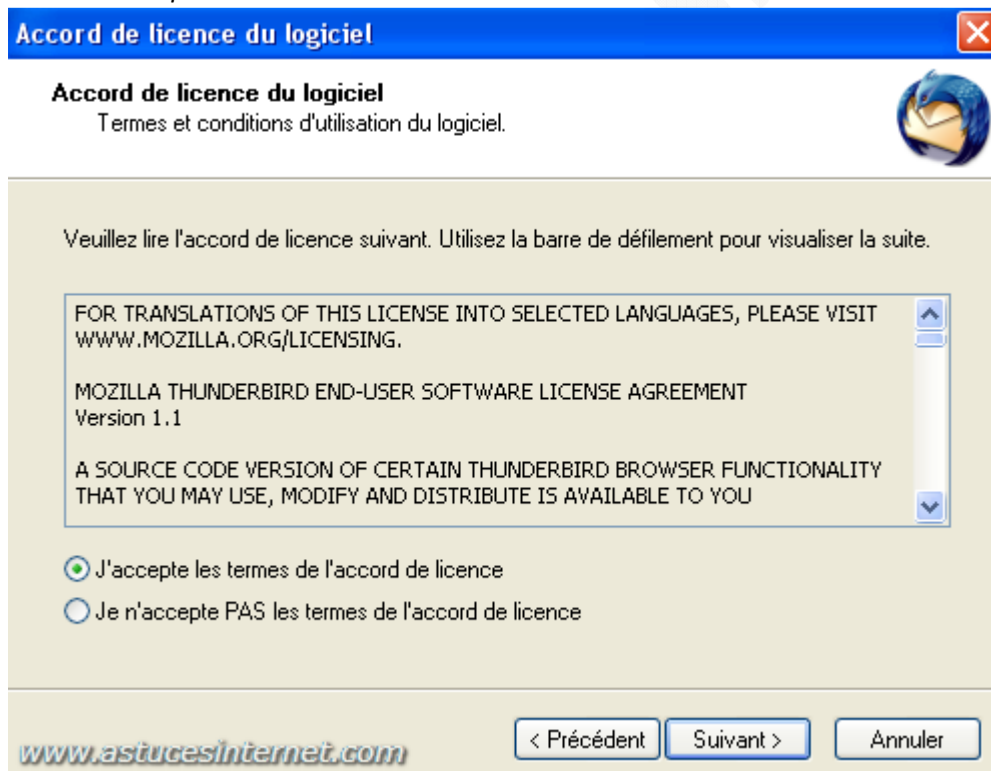 Accord de licence du logiciel
Accord de licence du logiciel
Termes et conditions d'utilisation du logiciel.
Veuillez lire l'accord de licence suivant. Utilisez la barre de défilement pour visualiser la suite.
FOR TRANSLATIONS OF THIS LICENSE INTO SELECTED LANGUAGES, PLEASE VISIT
WWW.MOZILLA.ORG/LICENSING.
MOZILLA THUNDERBIRD END-USER SOFTWARE LICENSE AGREEMENT
Version 1.1
A SOURCE CODE VERSION OF CERTAIN THUNDERBIRD BROWSER FUNCTIONALITY
THAT YOU MAY USE, MODIFY AND DISTRIBUTE IS AVAILABLE TO YOU
J'accepte les termes de l'accord de licence
Je n'accepte PAS les termes de l'accord de licence
< Précédent Suivant > Annuler
www.astucesinternet.com